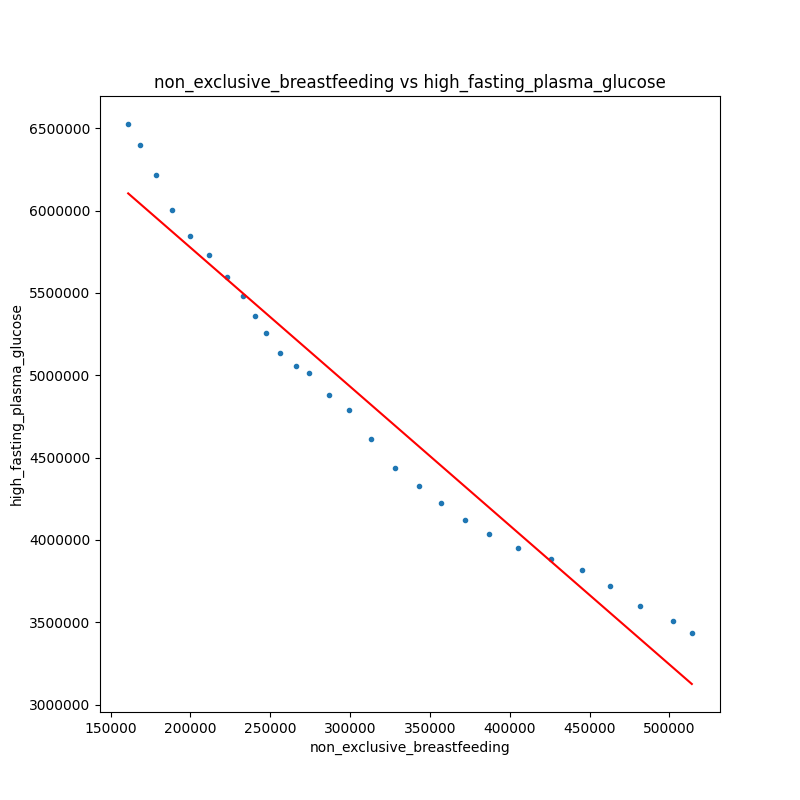 non_exclusive_breastfeeding vs high_fasting_plasma_glucose
6500000
6000000
5500000
5000000
4500000
4000000
3500000
3000000
high_fasting_plasma_glucose
150000 200000 250000 300000 350000 400000 450000 500000
non_exclusive_breastfeeding